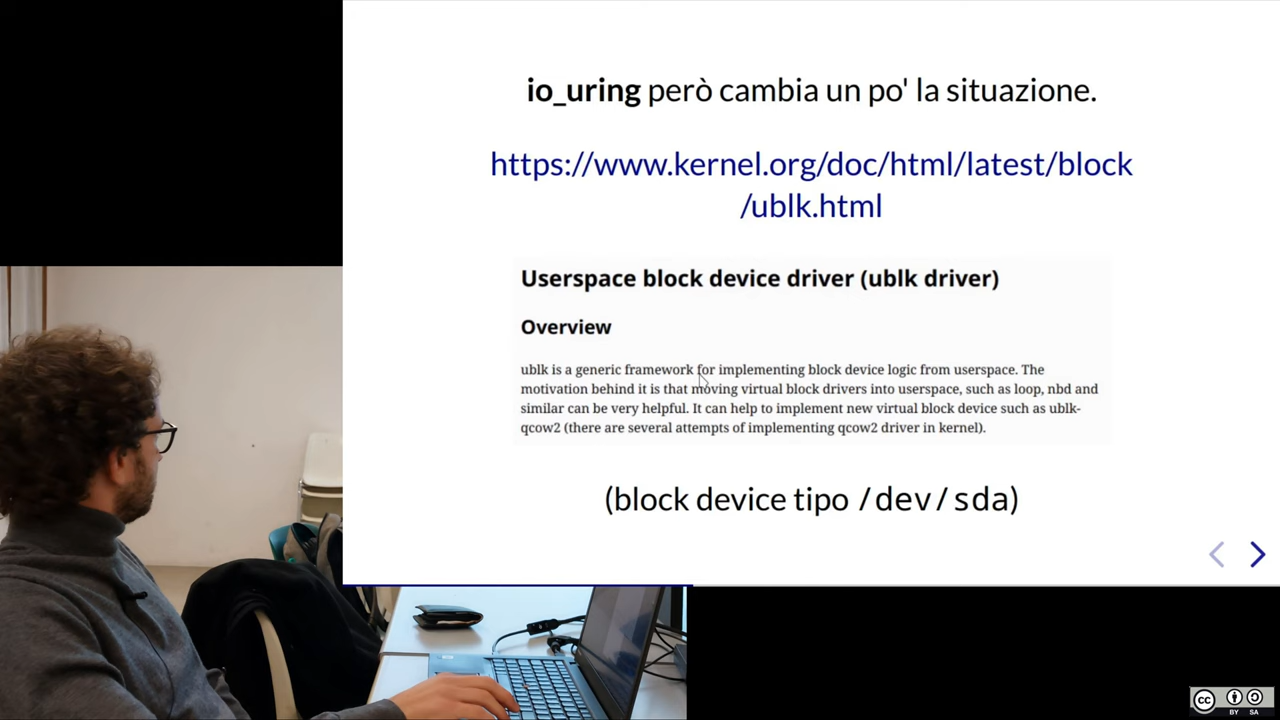 io_uring però cambia un po' la situazione.
https://www.kernel.org/doc/html/latest/block
/ublk.html
Userspace block device driver (ublk driver)
Overview
ublk is a generic framework for implementing block device logic from userspace. The
motivation behind it is that moving virtual block drivers into userspace, such as loop, nbd and
similar can be very helpful. It can help to implement new virtual block device such as ublk-
qcow2 (there are several attempts of implementing qcow2 driver in kernel).
(block device tipo /dev/sda)
cc
BY SA